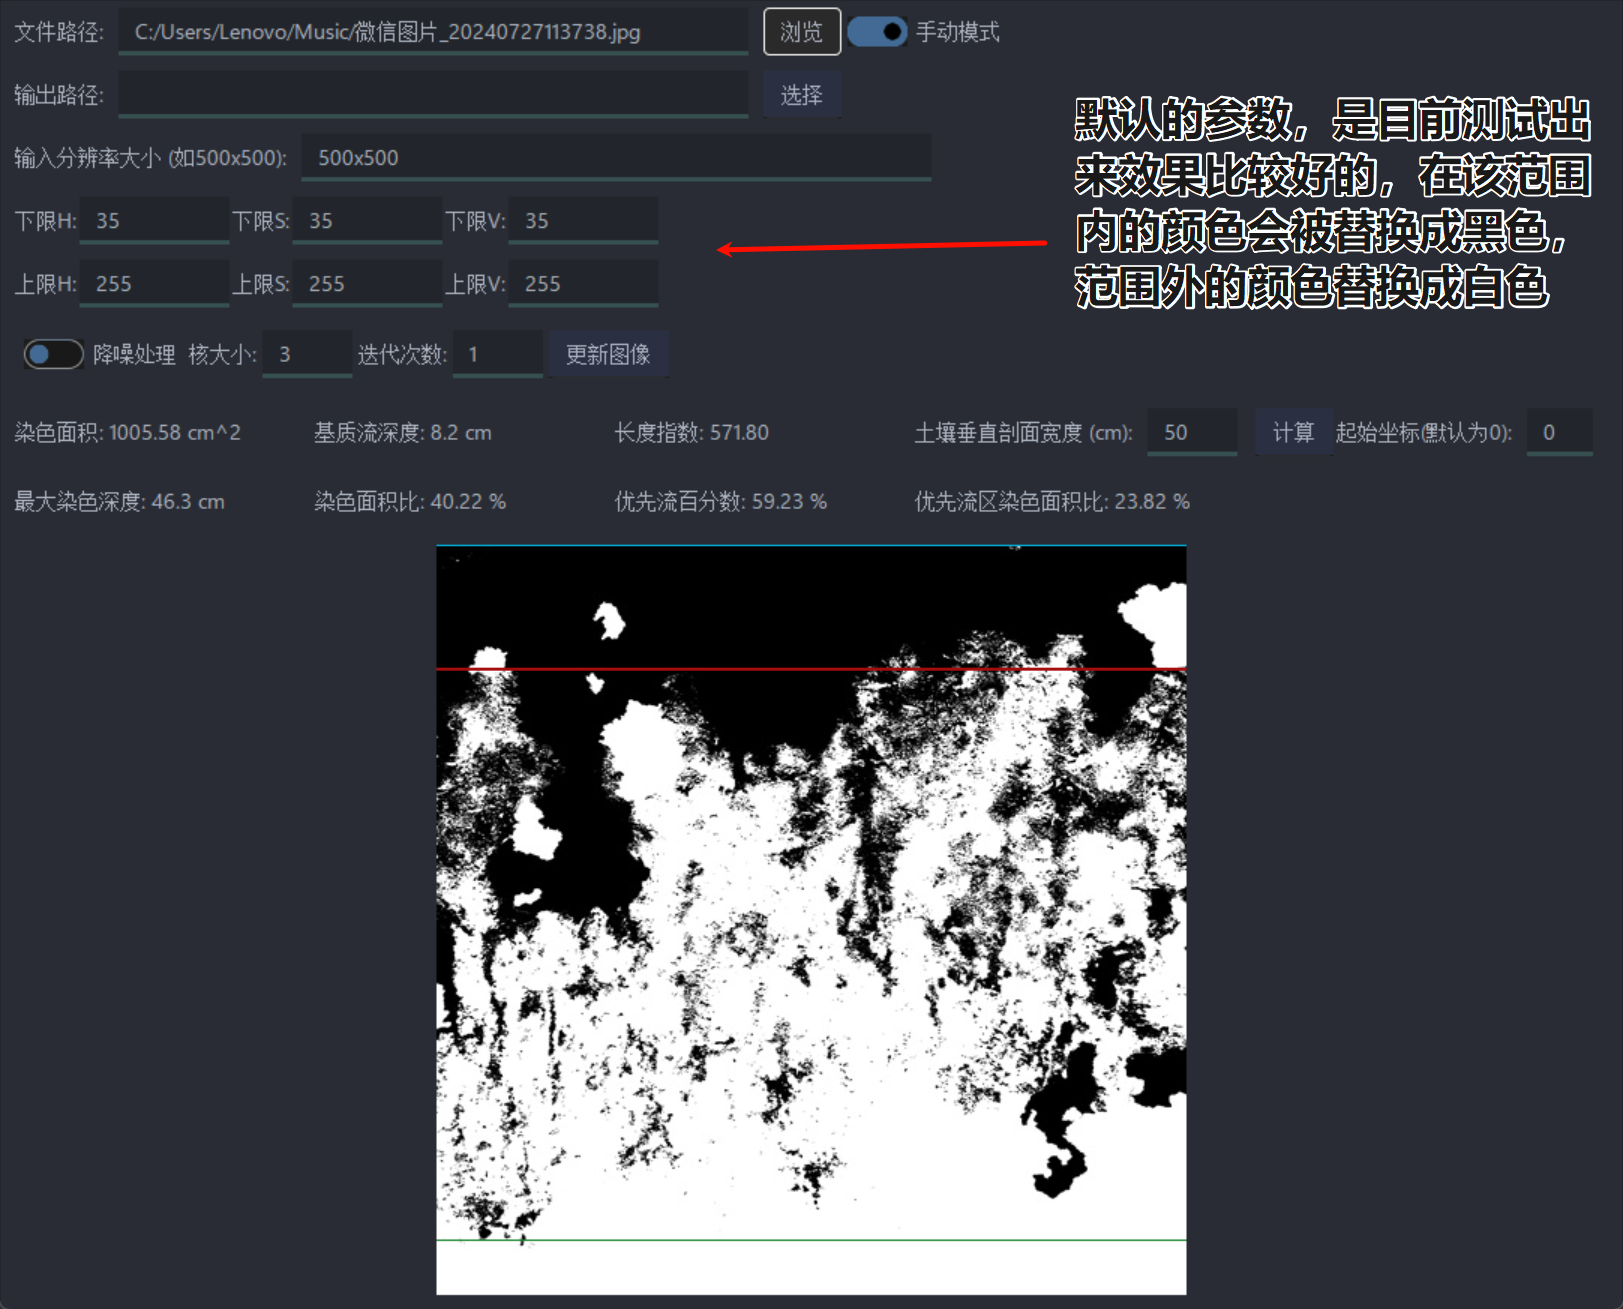 文件路径: C:/Users/Lenovo/Music/微信图片_20240727113738.jpg 浏览 手动模式
输出路径: 选择
输入分辨率大小 (如500x500): 500x500
下限H: 35 下限S: 35 下限V: 35
上限H: 255 上限S: 255 上限V: 255
默认的参数，是目前测试出
来效果比较好的，在该范围
内的颜色会被替换成黑色，
范围外的颜色替换成白色
降噪处理 核大小: 3 迭代次数: 1 更新图像
染色面积: 1005.58 cm^2 基质流深度: 8.2 cm 长度指数: 571.80 土壤垂直剖面宽度 (cm): 50 计算 起始坐标(默认为0): 0
最大染色深度: 46.3 cm 染色面积比: 40.22 % 优先流百分数: 59.23 % 优先流区染色面积比: 23.82 %